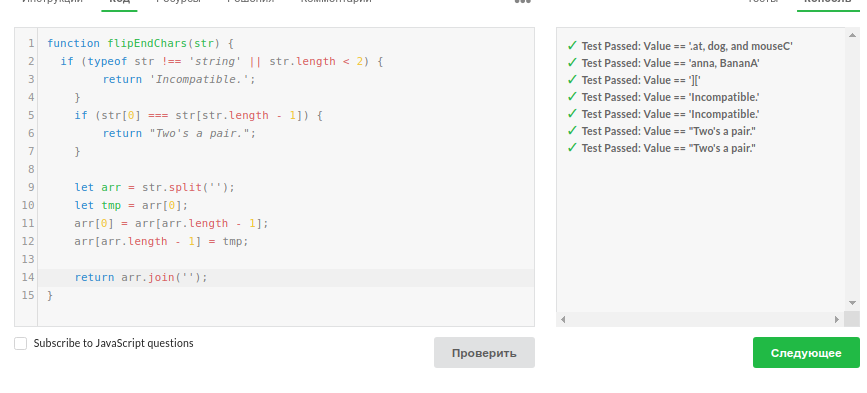 Инструкции Код Ресурсы Решения Комментарии ••• Тесты Консоль
1 function flipEndChars(str) {
2 if (typeof str !== 'string' || str.length < 2) {
3 return 'Incompatible.';
4 }
5 if (str[0] === str[str.length - 1]) {
6 return "Two's a pair.";
7 }
8
9 let arr = str.split('');
10 let tmp = arr[0];
11 arr[0] = arr[arr.length - 1];
12 arr[arr.length - 1] = tmp;
13
14 return arr.join('');
15 }
✓ Test Passed: Value == '.at, dog, and mouseC'
✓ Test Passed: Value == 'anna, BananA'
✓ Test Passed: Value == ']['
✓ Test Passed: Value == 'Incompatible.'
✓ Test Passed: Value == 'Incompatible.'
✓ Test Passed: Value == "Two's a pair."
✓ Test Passed: Value == "Two's a pair."
Subscribe to JavaScript questions
Проверить
Следующее